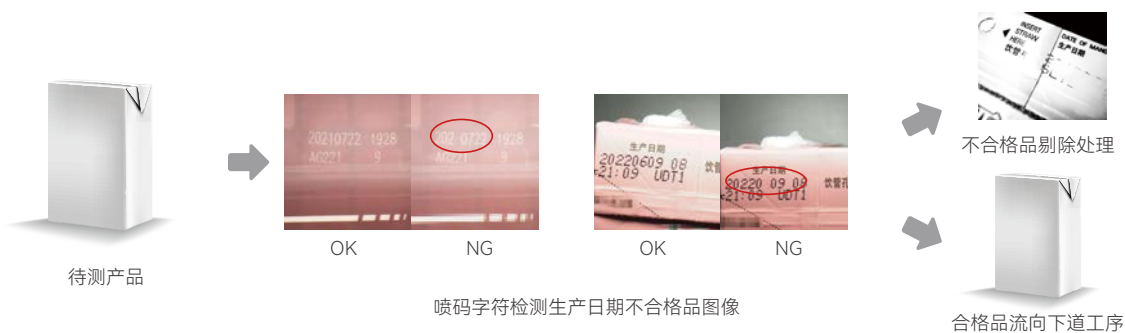 待测产品
20210722 1928
AG221 9
OK
202 0722 1928
AG221 9
NG
生产日期
20220609 08
21:09 UDT1
饮管
OK
生产日期
20220 09 08
21:09 UDT1
饮管孔
NG
喷码字符检测生产日期不合格品图像
INSERT
STRAW
HERE
饮管
DATE OF MANU
生产日期
不合格品剔除处理
合格品流向下道工序